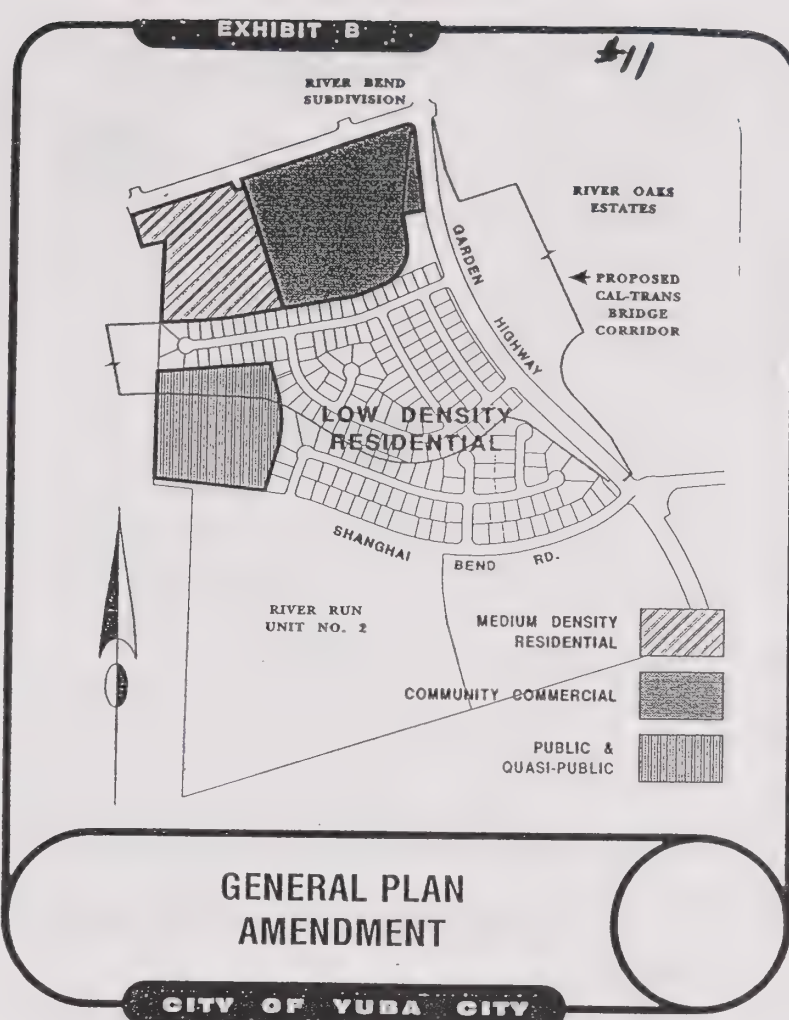 EXHIBIT B
#11
RIVER BEND
SUBDIVISION
RIVER OAKS
ESTATES
GARDEN
HIGHWAY
PROPOSED
CAL-TRANS
BRIDGE
CORRIDOR
LOW DENSITY
RESIDENTIAL
SHANGHAI BEND RD.
RIVER RUN
UNIT NO. 2
MEDIUM DENSITY
RESIDENTIAL
COMMUNITY COMMERCIAL
PUBLIC &
QUASI-PUBLIC
GENERAL PLAN
AMENDMENT
CITY OF YUBA CITY